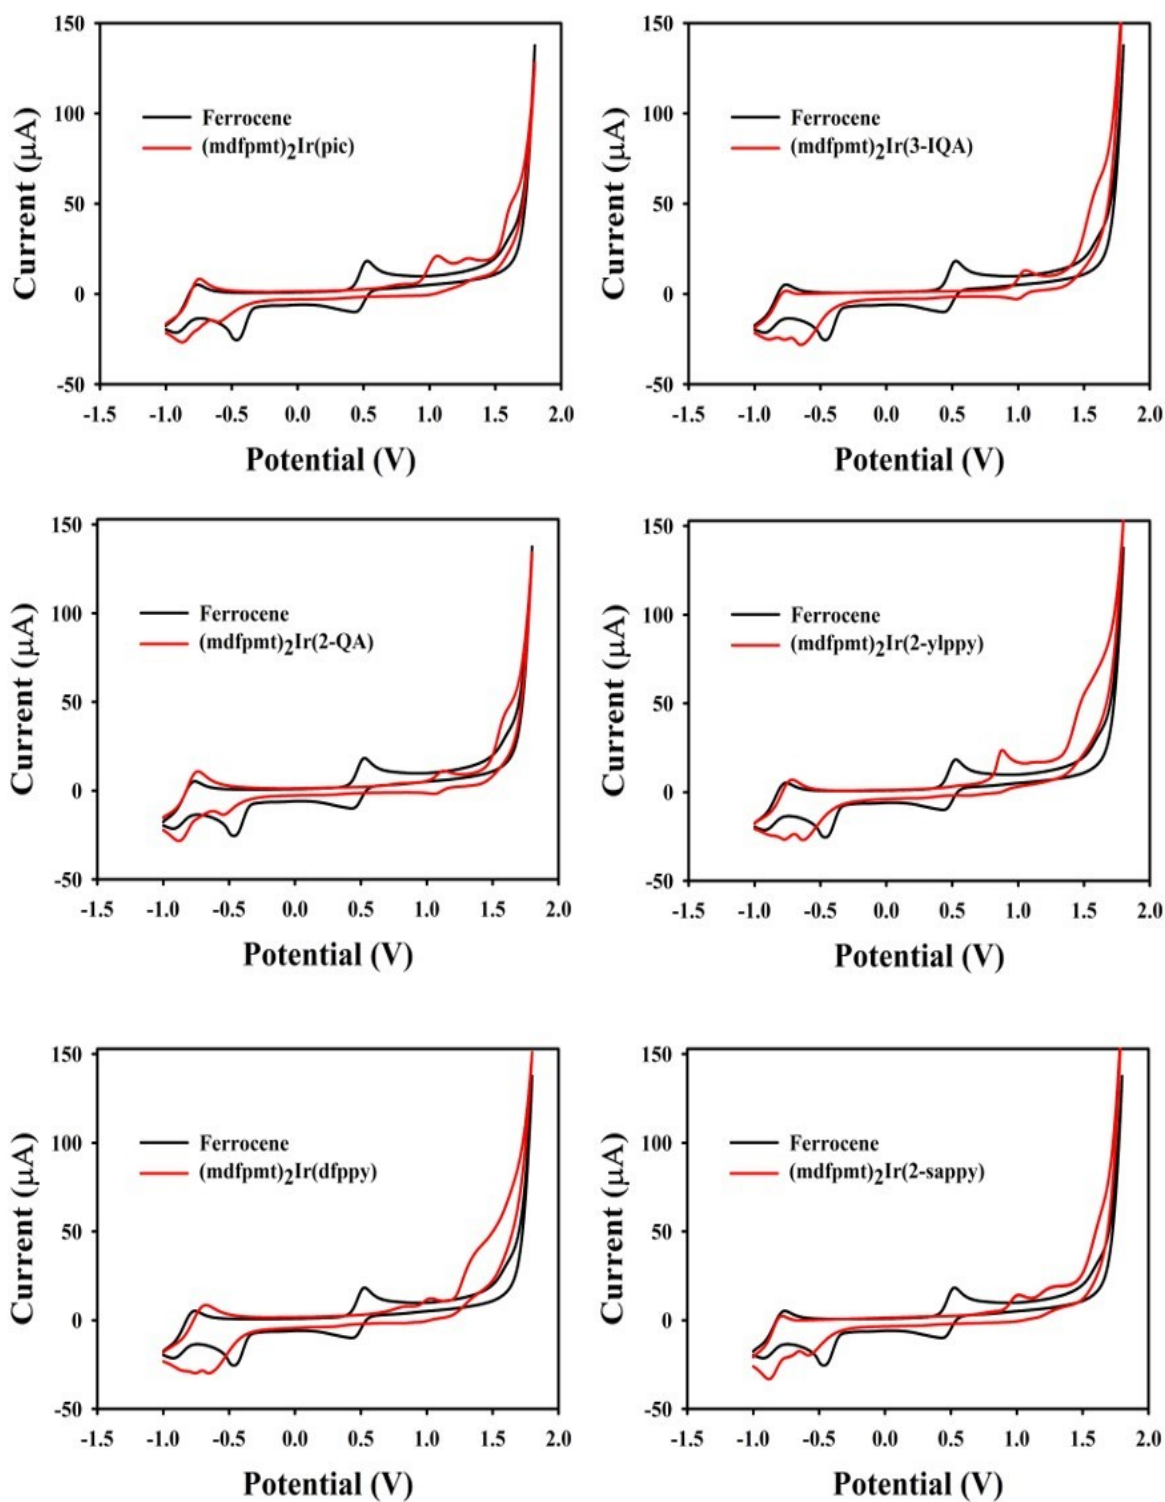 150
100
50
0
-50
Current (μA)
Ferrocene
(mdfpmt)2Ir(pic)
-1.5 -1.0 -0.5 0.0 0.5 1.0 1.5 2.0
Potential (V)
150
100
50
0
-50
Current (μA)
Ferrocene
(mdfpmt)2Ir(3-IQA)
-1.5 -1.0 -0.5 0.0 0.5 1.0 1.5 2.0
Potential (V)
150
100
50
0
-50
Current (μA)
Ferrocene
(mdfpmt)2Ir(2-QA)
-1.5 -1.0 -0.5 0.0 0.5 1.0 1.5 2.0
Potential (V)
150
100
50
0
-50
Current (μA)
Ferrocene
(mdfpmt)2Ir(2-ylppy)
-1.5 -1.0 -0.5 0.0 0.5 1.0 1.5 2.0
Potential (V)
150
100
50
0
-50
Current (μA)
Ferrocene
(mdfpmt)2Ir(dfppy)
-1.5 -1.0 -0.5 0.0 0.5 1.0 1.5 2.0
Potential (V)
150
100
50
0
-50
Current (μA)
Ferrocene
(mdfpmt)2Ir(2-sappy)
-1.5 -1.0 -0.5 0.0 0.5 1.0 1.5 2.0
Potential (V)